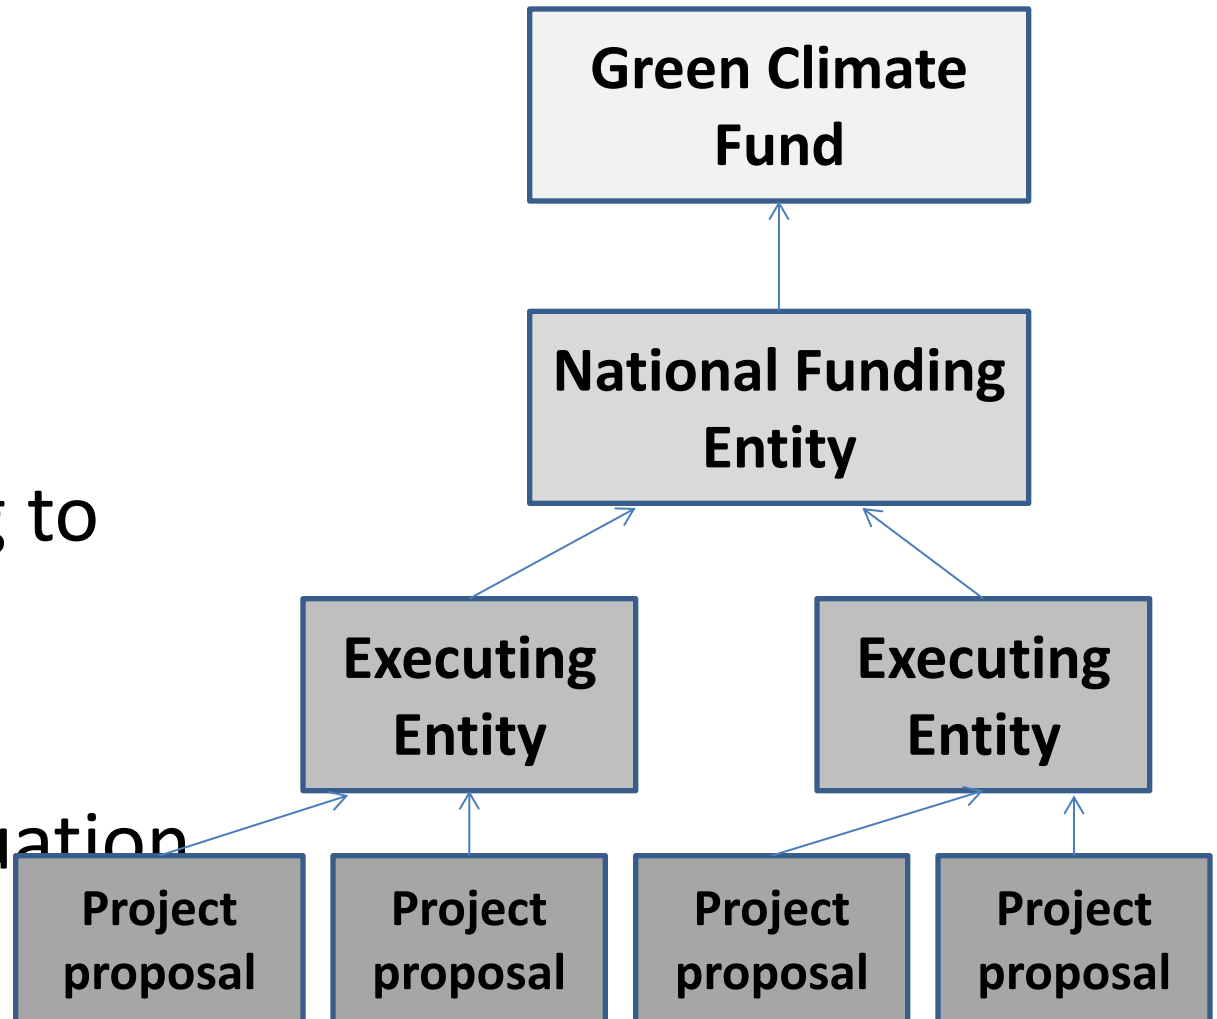 Green Climate
Fund
National Funding
Entity
to
Executing
Entity
Executing
Entity
Project
proposal
Project
proposal
Project
proposal
Project
proposal